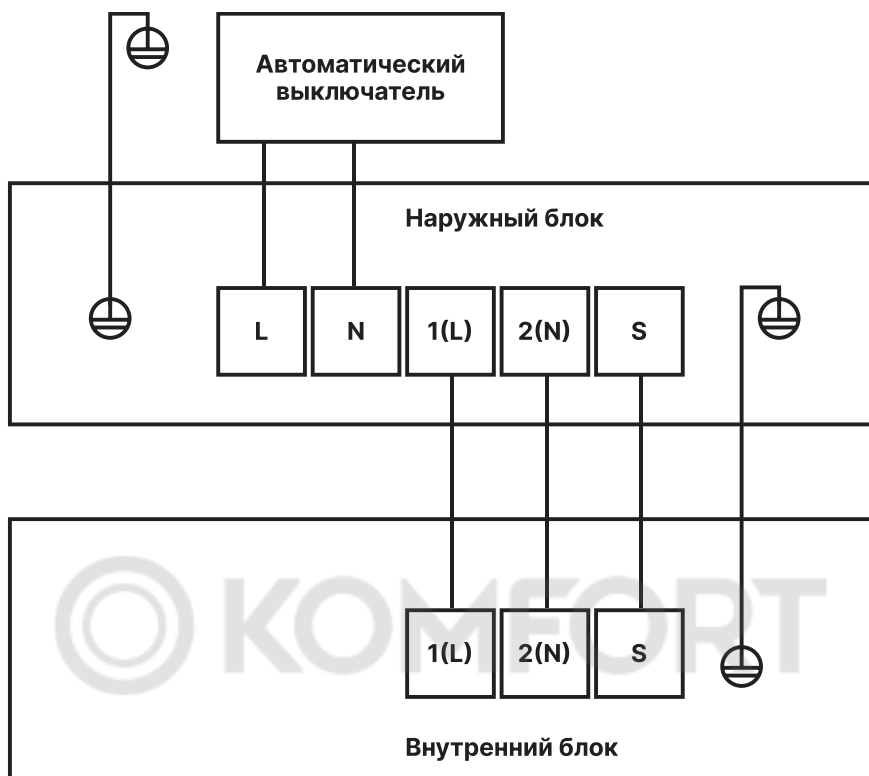 Автоматический
выключатель
Наружный блок
L N 1(L) 2(N) S
KOMFORT
1(L) 2(N) S
Внутренний блок